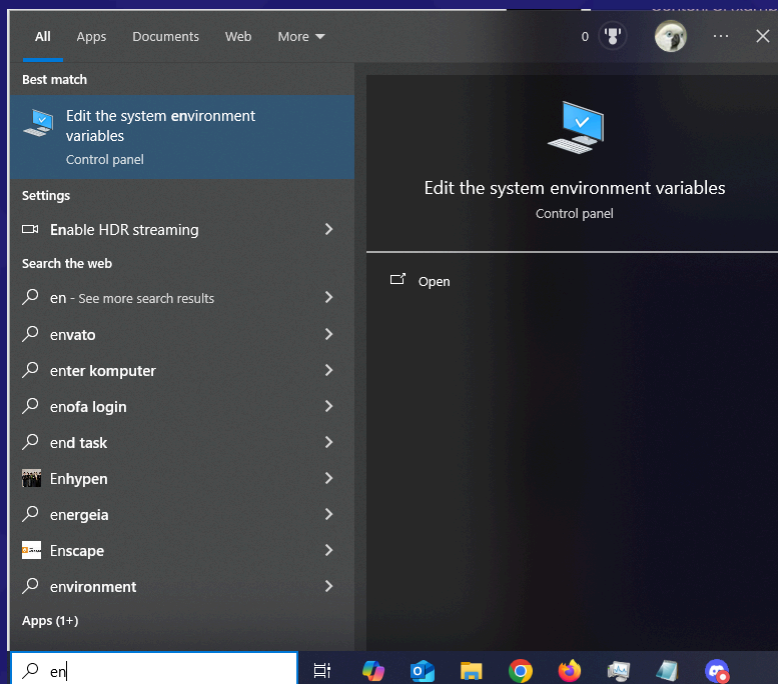 All Apps Documents Web More 0 ...
Best match
Edit the system environment
variables
Control panel
Settings
Enable HDR streaming
Search the web
en - See more search results
envato
enter komputer
enofa login
end task
Enhypen
energeia
Enscape
environment
Apps (1+)
en
Edit the system environment variables
Control panel
Open